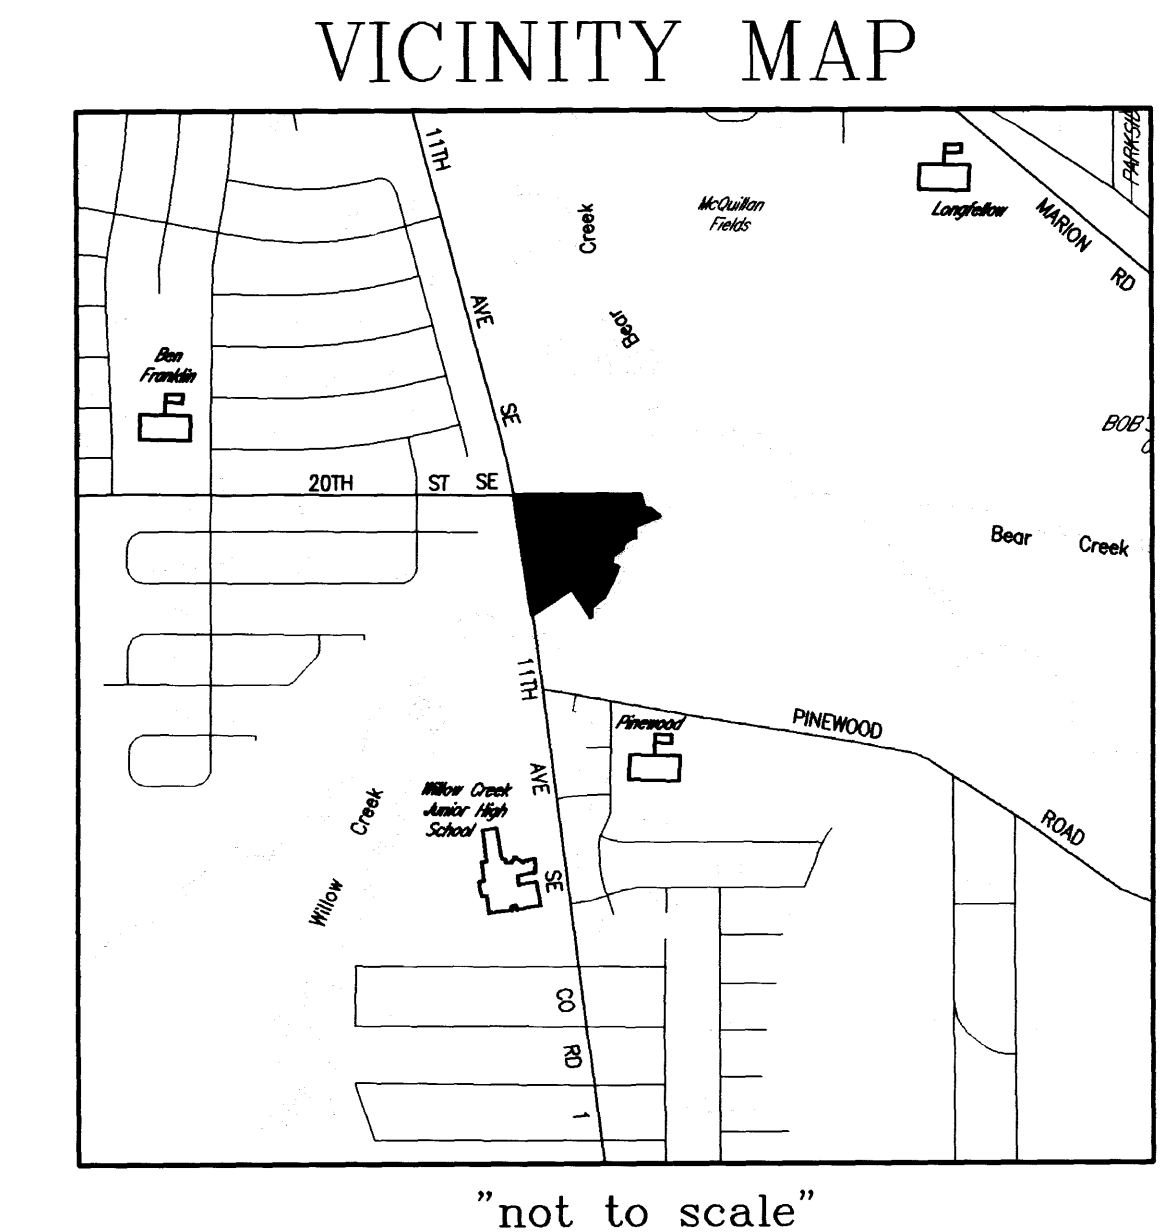 VICINITY MAP
11TH
AVE
SE
Creek
Bear
McQuillan
Fields
Longfellow
MARION
RD
Ben
Franklin
20TH ST SE
Bear Creek
11TH
AVE
SE
Pinewood
PINEWOOD
ROAD
Willow Creek
Junior High
School
Creek
Willow
CO
RD
1
"not to scale"